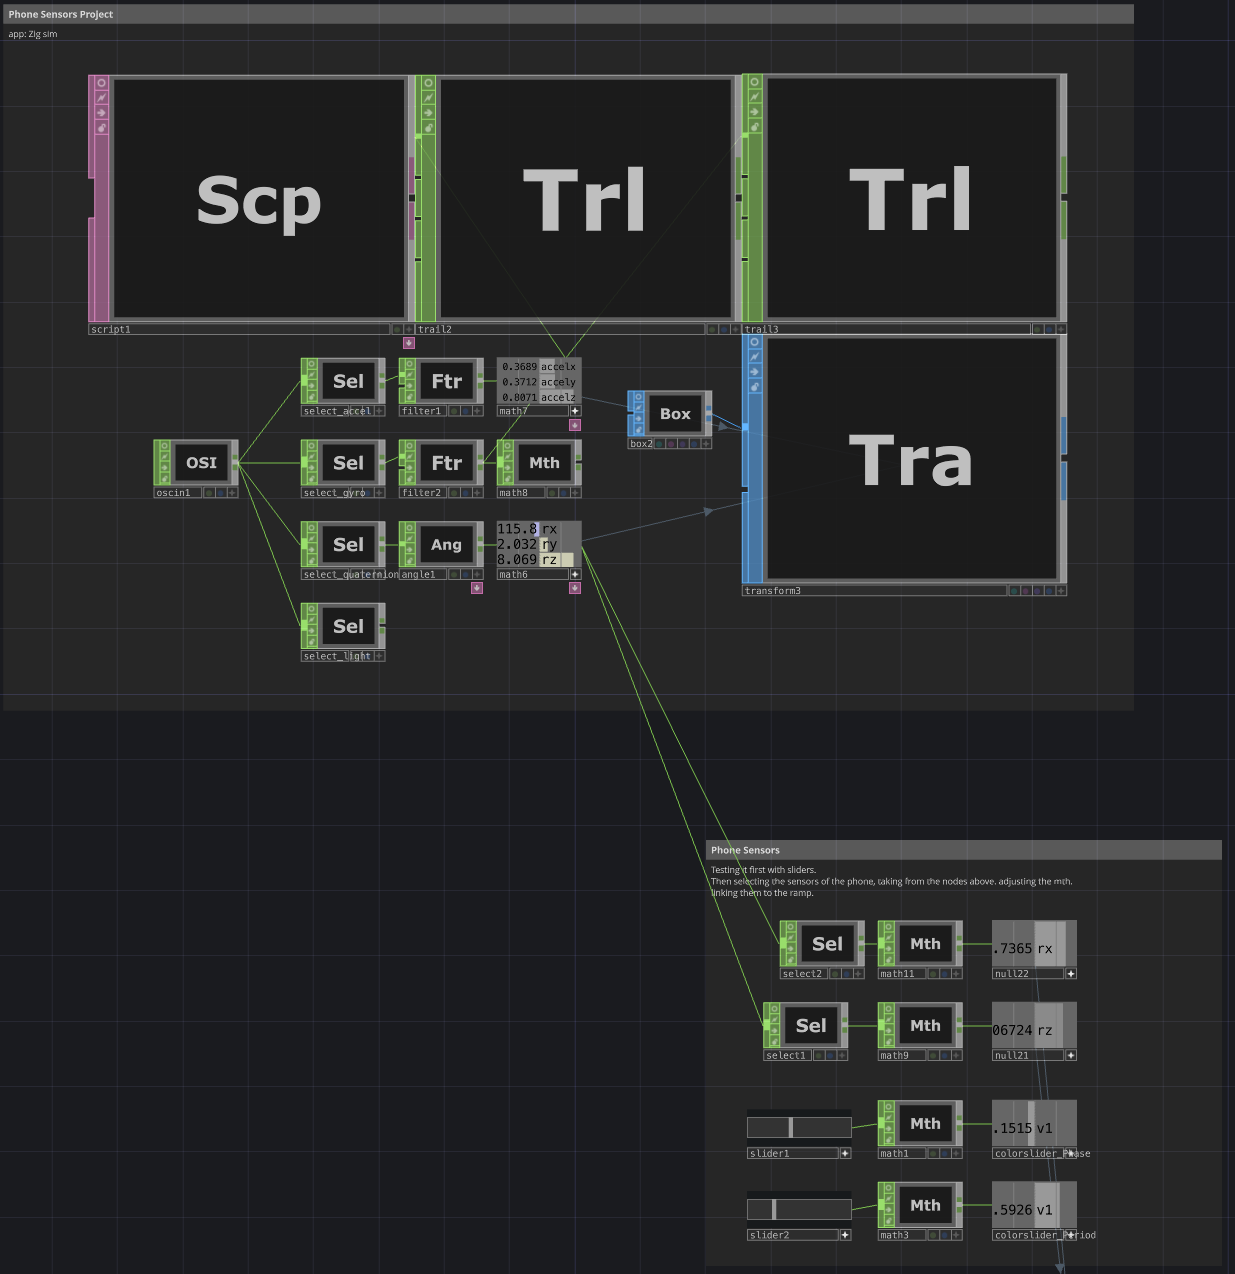 Phone Sensors Project
app: Zig sim
Scp
Trl
Trl
script1
trail2
trail3
Sel
Ftr
0.3689 accelx
0.3712 accely
0.8071 accelz
select_accel
filter1
math7
Box
box2
Tra
OSI
Sel
Ftr
Mth
oscin1
select_gyro
filter2
math8
Sel
Ang
115.8 rx
2.032 ry
8.069 rz
select_quaternion
angle1
math6
transform3
Sel
select_light
Phone Sensors
Testing it first with sliders.
Then selecting the sensors of the phone, taking from the nodes above. adjusting the mth.
linking them to the ramp.
Sel
Mth
.7365 rx
select2
math11
null22
Sel
Mth
06724 rz
select1
math9
null21
Mth
.1515 v1
slider1
math1
colorslider_Phase
Mth
.5926 v1
slider2
math3
colorslider_Period